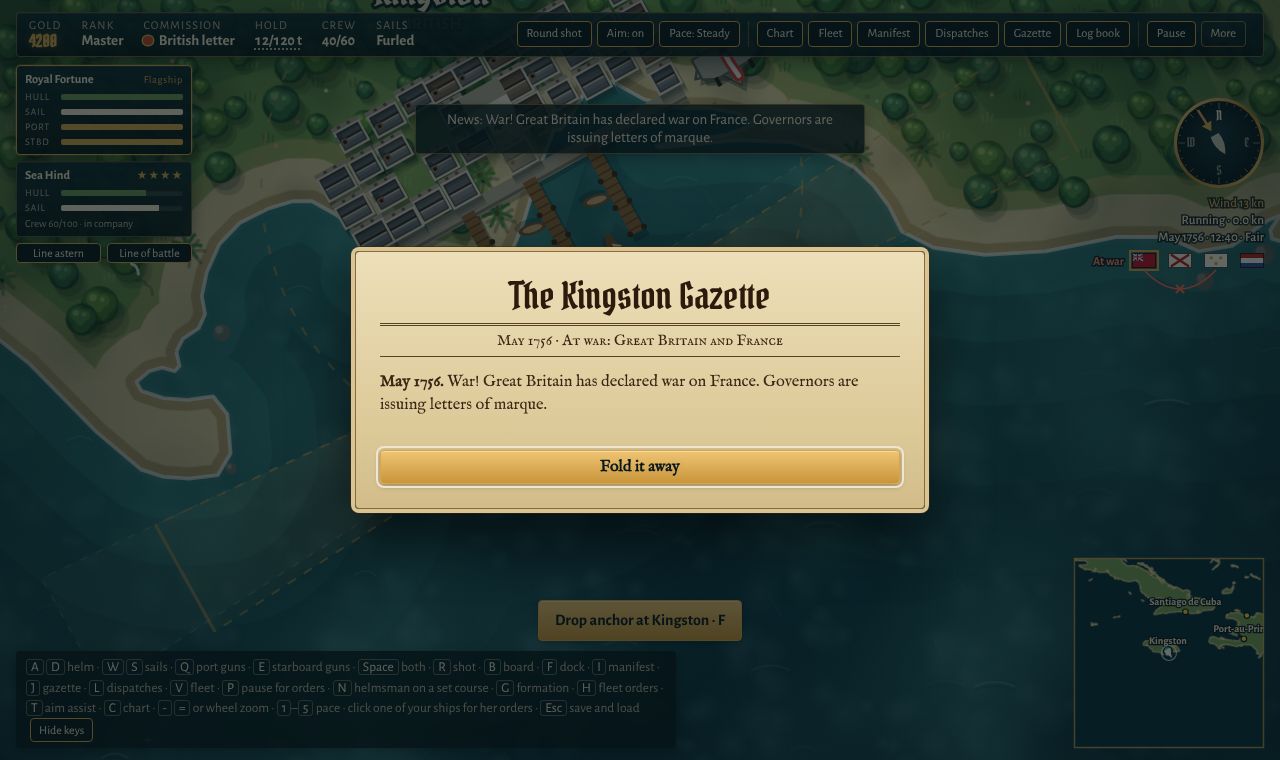 Kingston
BRITISH
GOLD RANK COMMISSION HOLD CREW SAILS
4200 Master British letter 12/120 t 40/60 Furled
Round shot Aim: on Pace: Steady Chart Fleet Manifest Dispatches Gazette Log book Pause More
Royal Fortune Flagship
HULL
SAIL
PORT
STBD
Sea Hind ★★★★
HULL
SAIL
Crew 60/100 · in company
Line astern Line of battle
News: War! Great Britain has declared war on France. Governors are
issuing letters of marque.
N
E
S
Wind 13 kn
Running · 0.0 kn
May 1756 · 12:40 · Fair
At war
The Kingston Gazette
May 1756 · At war: Great Britain and France
May 1756. War! Great Britain has declared war on France. Governors are
issuing letters of marque.
Fold it away
Drop anchor at Kingston · F
A D helm · W S sails · Q port guns · E starboard guns · Space both · R shot · B board · F dock · I manifest ·
J gazette · L dispatches · V fleet · P pause for orders · N helmsman on a set course · G formation · H fleet orders ·
T aim assist · C chart · - = or wheel zoom · 1–5 pace · click one of your ships for her orders · Esc save and load
Hide keys
Santiago de Cuba
Port-au-Prin
Kingston